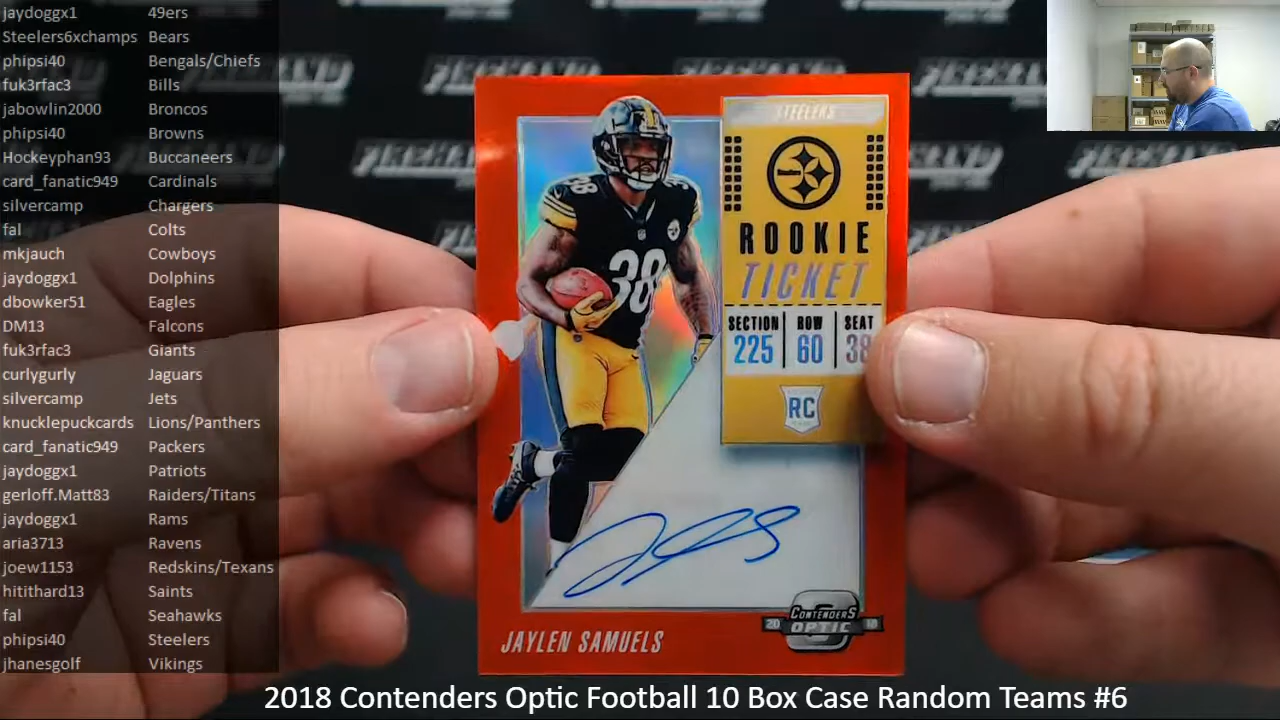 jaydoggx1 49ers
Steelers6xchamps Bears
phipsi40 Bengals/Chiefs
fuk3rfac3 Bills
jabowlin2000 Broncos
phipsi40 Browns
Hockeyphan93 Buccaneers
card_fanatic949 Cardinals
silvercamp Chargers
fal Colts
mkjauch Cowboys
jaydoggx1 Dolphins
dbowker51 Eagles
DM13 Falcons
fuk3rfac3 Giants
curlygurly Jaguars
silvercamp Jets
knucklepuckcards Lions/Panthers
card_fanatic949 Packers
jaydoggx1 Patriots
gerloff.Matt83 Raiders/Titans
jaydoggx1 Rams
aria3713 Ravens
joew1153 Redskins/Texans
hitithard13 Saints
fal Seahawks
phipsi40 Steelers
jhanesgolf Vikings
STEELERS
ROOKIE
TICKET
SECTION ROW SEAT
225 60 38
RC
38
38
JAYLEN SAMUELS
CONTENDERS
OPTIC
2018 Contenders Optic Football 10 Box Case Random Teams #6